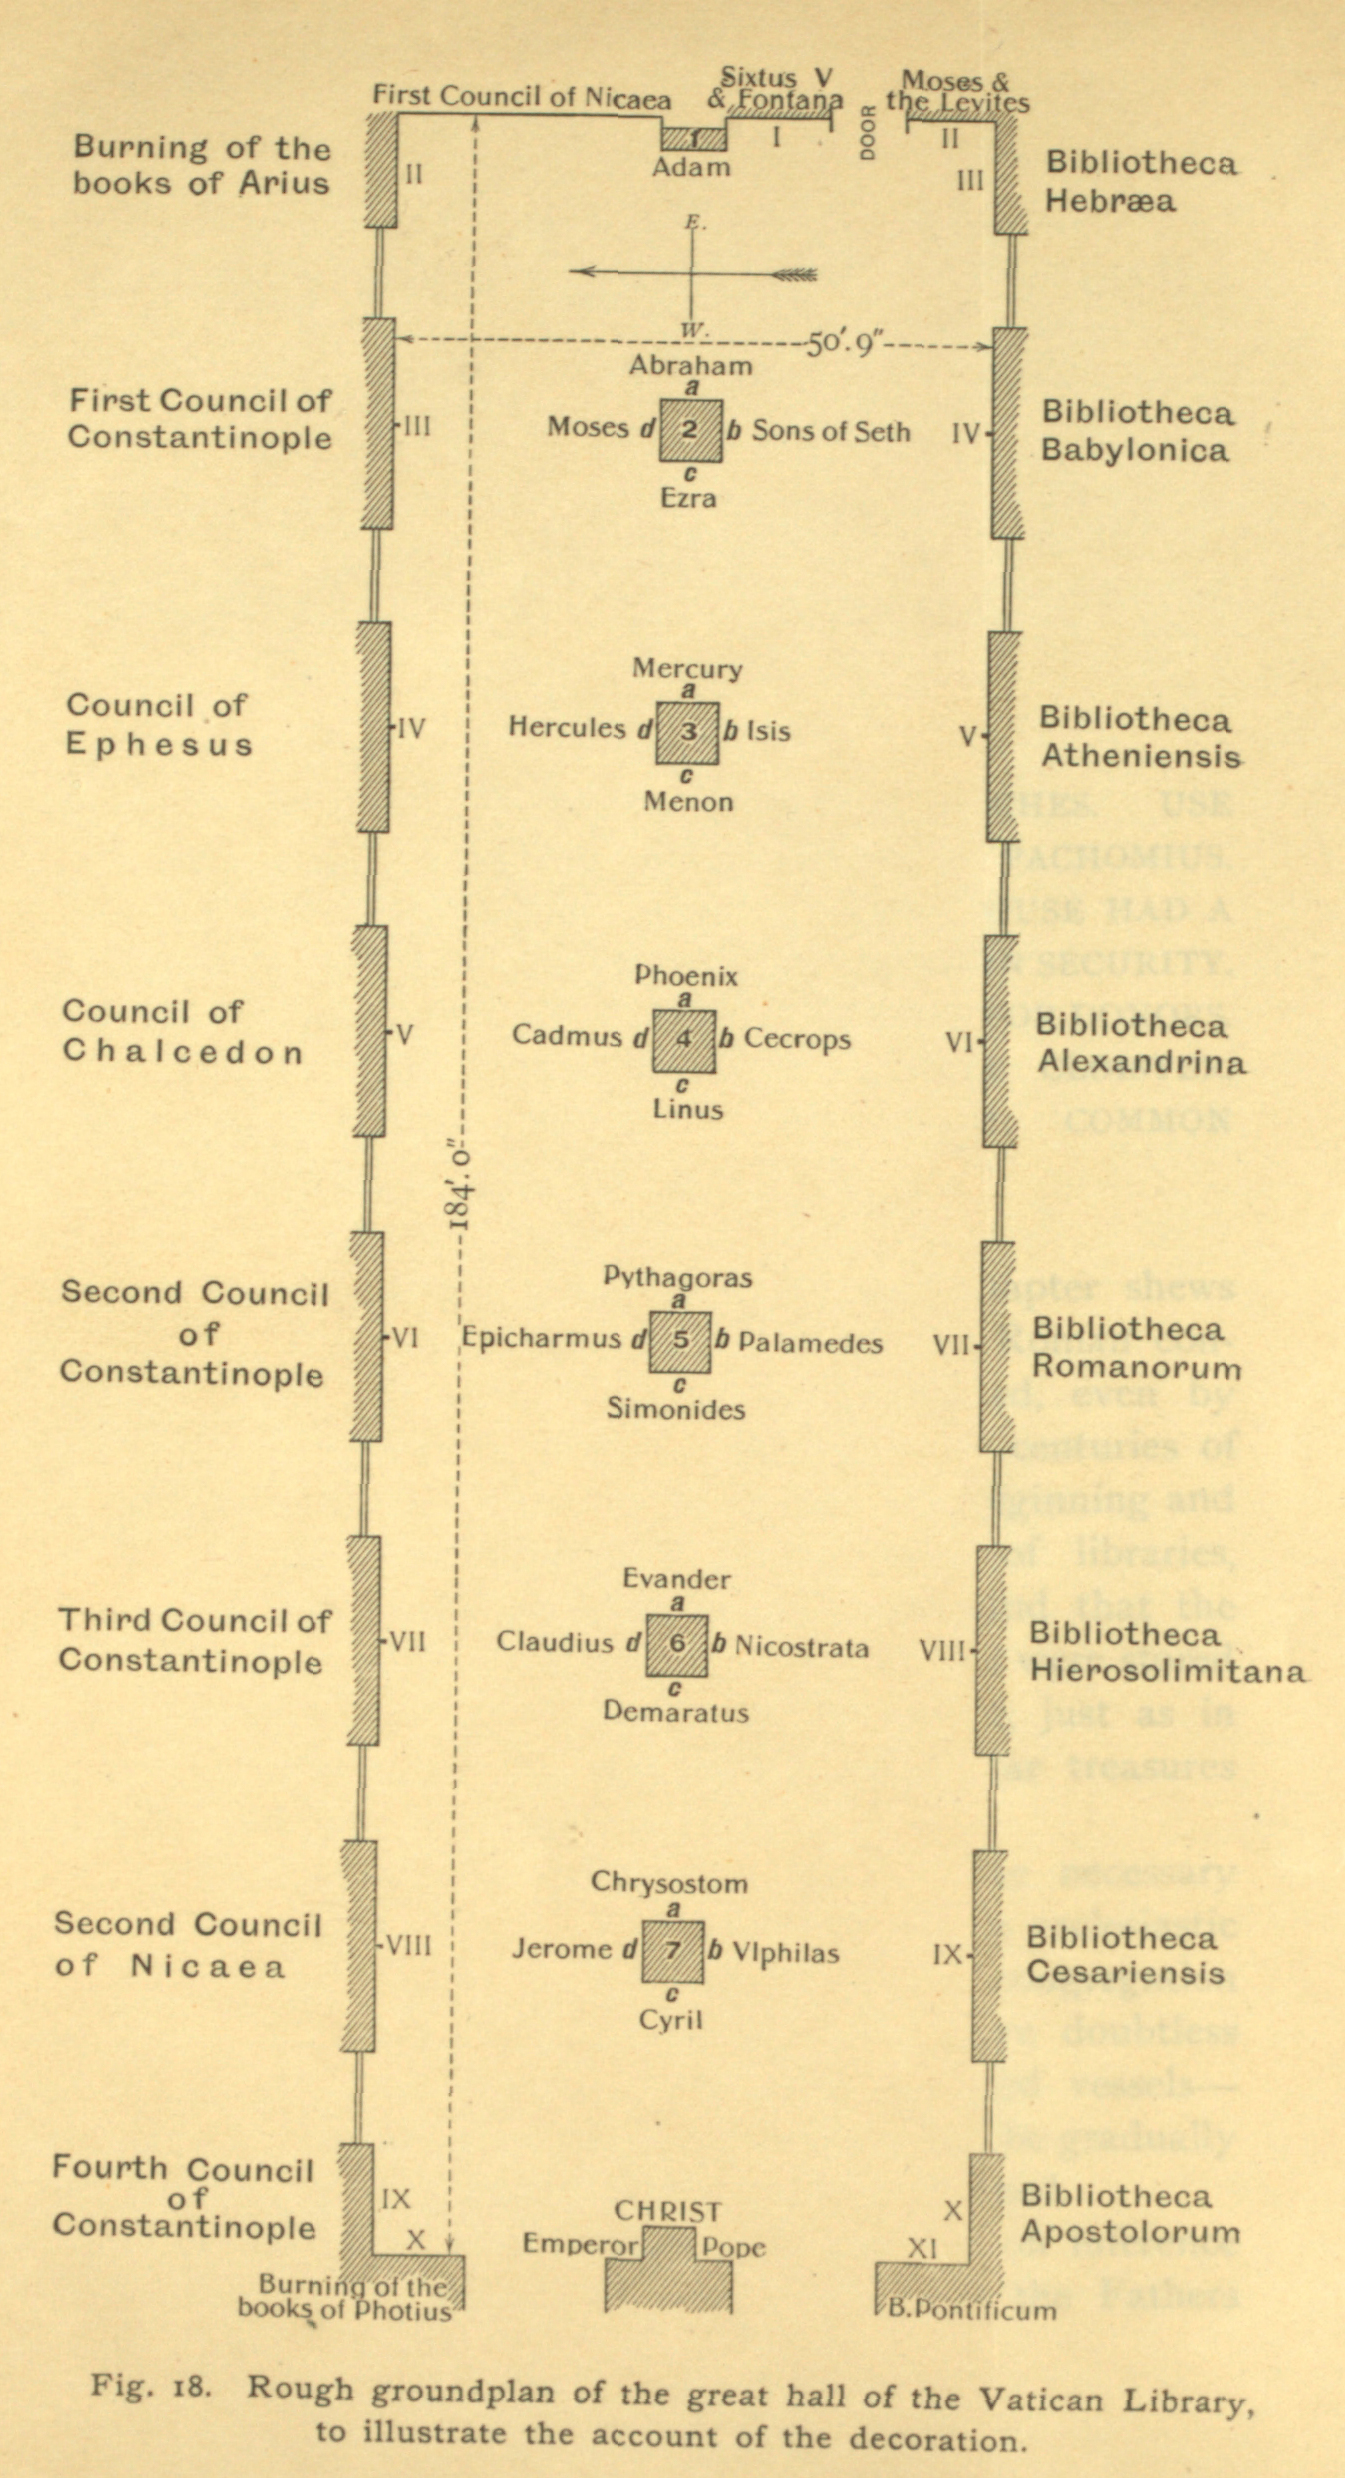 First Council of Nicaea
Sixtus V
& Fontana
Moses &
the Levites
DOOR
Burning of the
books of Arius
II
1
Adam
I
II
III
Bibliotheca
Hebræa
E.
W.
50'. 9"
First Council of
Constantinople
III
Abraham
a
Moses d 2 b Sons of Seth
c
Ezra
IV
Bibliotheca
Babylonica
Council of
Ephesus
IV
Mercury
a
Hercules d 3 b Isis
c
Menon
V
Bibliotheca
Atheniensis
Council of
Chalcedon
V
Phoenix
a
Cadmus d 4 b Cecrops
c
Linus
VI
Bibliotheca
Alexandrina
184'. 0"
Second Council
of
Constantinople
VI
Pythagoras
a
Epicharmus d 5 b Palamedes
c
Simonides
VII
Bibliotheca
Romanorum
Third Council of
Constantinople
VII
Evander
a
Claudius d 6 b Nicostrata
c
Demaratus
VIII
Bibliotheca
Hierosolimitana
Second Council
of Nicaea
VIII
Chrysostom
a
Jerome d 7 b Vlphilas
c
Cyril
IX
Bibliotheca
Cesariensis
Fourth Council
of
Constantinople
IX
X
Burning of the
books of Photius
CHRIST
Emperor
Pope
X
XI
Bibliotheca
Apostolorum
B. Pontificum
Fig. 18. Rough groundplan of the great hall of the Vatican Library,
to illustrate the account of the decoration.